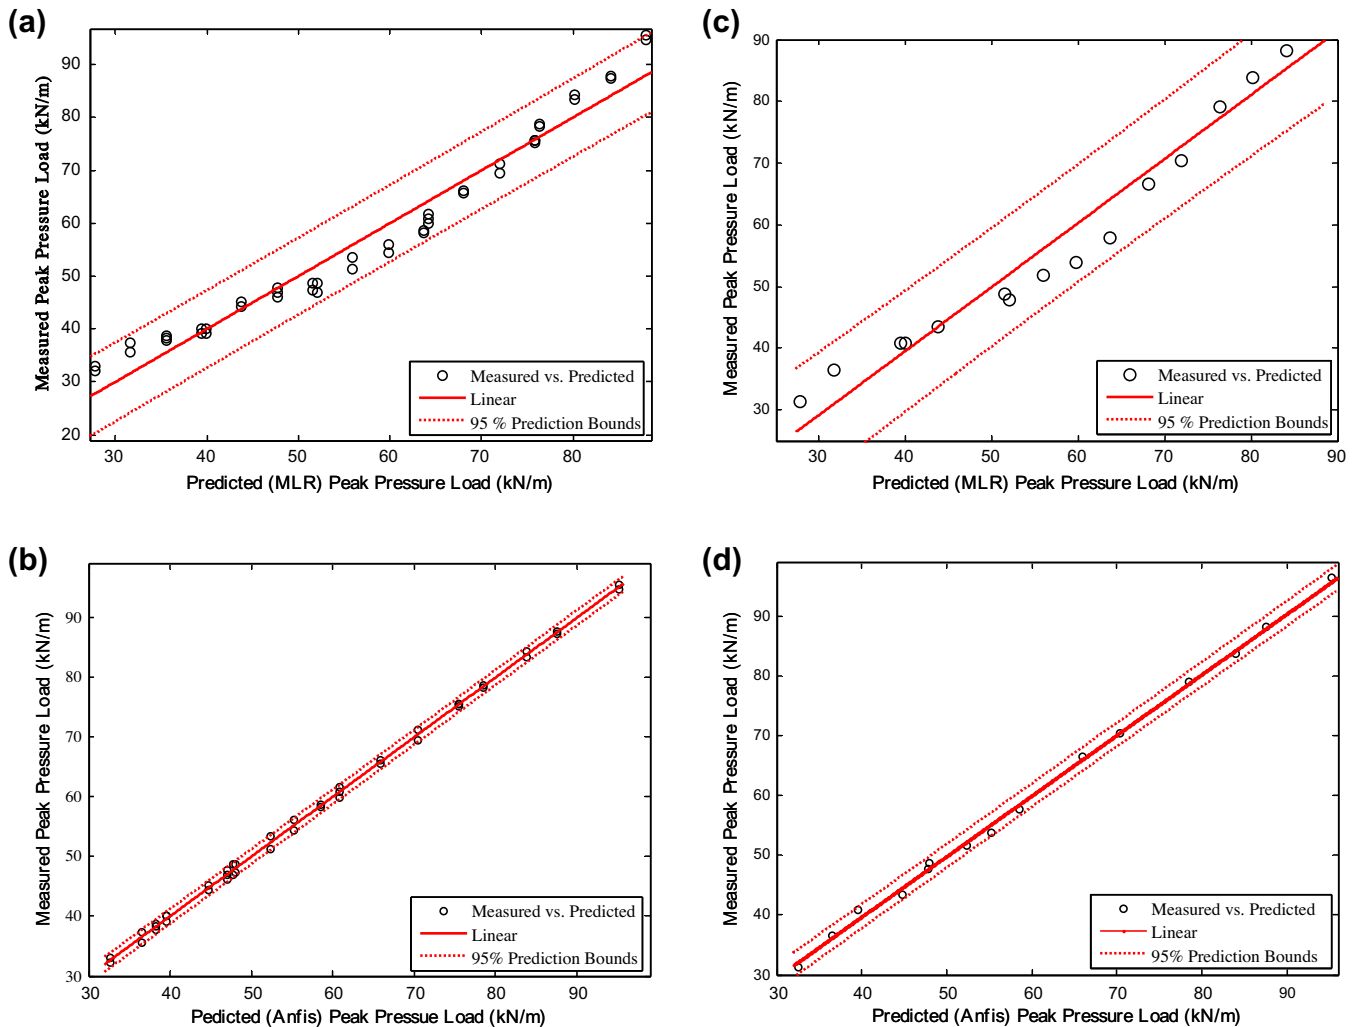 (a)
Measured Peak Pressure Load (kN/m)
90
80
70
60
50
40
30
20
30 40 50 60 70 80
Predicted (MLR) Peak Pressure Load (kN/m)
Measured vs. Predicted
Linear
95 % Prediction Bounds
(c)
Measured Peak Pressure Load (kN/m)
90
80
70
60
50
40
30
30 40 50 60 70 80 90
Predicted (MLR) Peak Pressure Load (kN/m)
Measured vs. Predicted
Linear
95 % Prediction Bounds
(b)
Measured Peak Pressure Load (kN/m)
90
80
70
60
50
40
30
30 40 50 60 70 80 90
Predicted (Anfis) Peak Pressue Load (kN/m)
Measured vs. Predicted
Linear
95% Prediction Bounds
(d)
Measured Peak Pressure Load (kN/m)
90
80
70
60
50
40
30
30 40 50 60 70 80 90
Predicted (Anfis) Peak Pressure Load (kN/m)
Measured vs. Predicted
Linear
95% Prediction Bounds